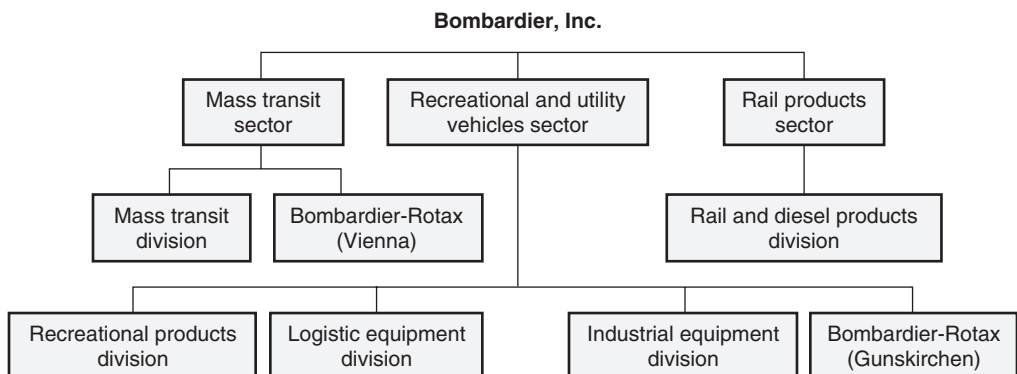 Bombardier, Inc.
Mass transit
sector
Recreational and utility
vehicles sector
Rail products
sector
Mass transit
division
Bombardier-Rotax
(Vienna)
Rail and diesel products
division
Recreational products
division
Logistic equipment
division
Industrial equipment
division
Bombardier-Rotax
(Gunskirchen)